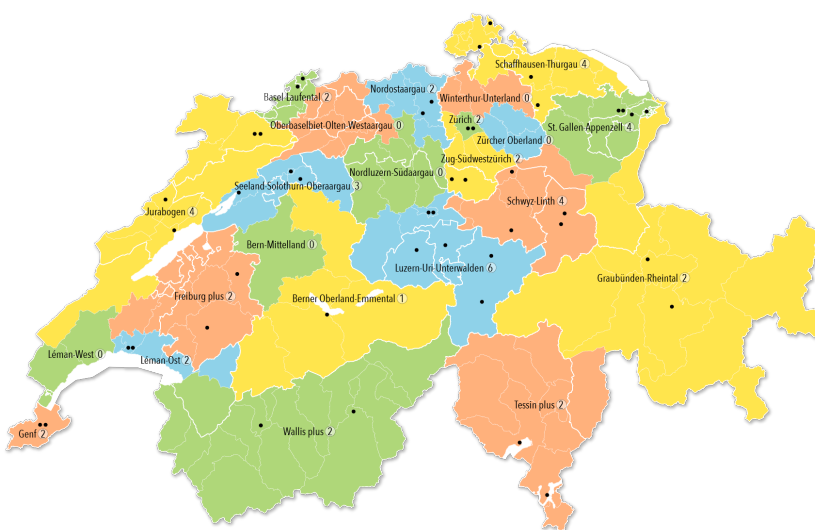 Schaffhausen-Thurgau 4
Nordostaargau 2
Basel-Laufental 2
Winterthur-Unterland 0
Oberbaselbiet-Olten-Westaargau 0
Zürich 2
St. Gallen-Appenzell 4
Zürcher Oberland 0
Zug-Südwestzürich 2
Nordluzern-Südaargau 0
Seeland-Solothurn-Oberaargau 3
Schwyz-Linth 4
Jurabogen 4
Bern-Mittelland 0
Luzern-Uri-Unterwalden 6
Graubünden-Rheintal 2
Freiburg plus 2
Berner Oberland-Emmental 1
Léman-West 0
Léman-Ost 2
Tessin plus 2
Wallis plus 2
Genf 2